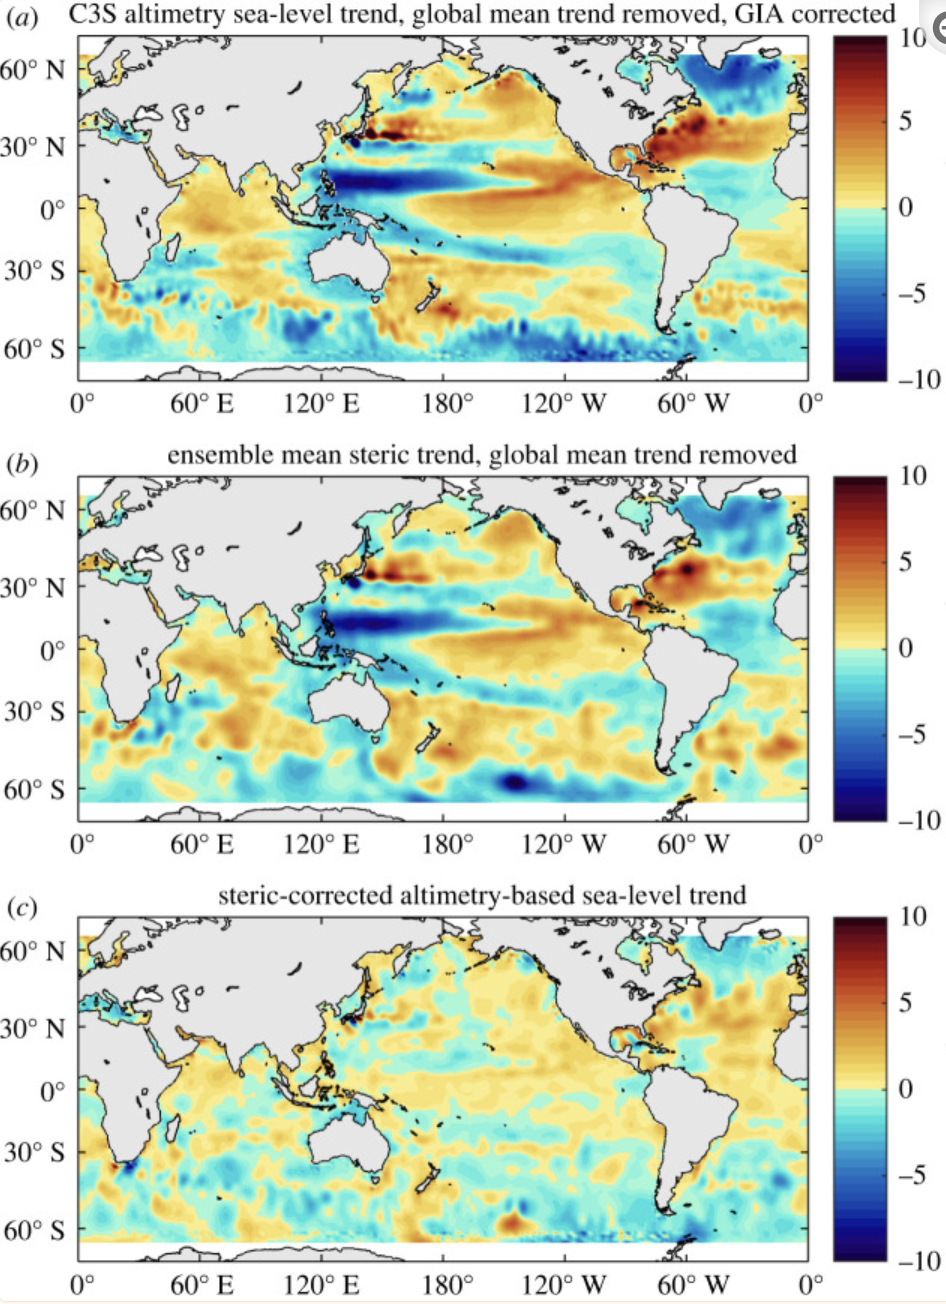 (a) C3S altimetry sea-level trend, global mean trend removed, GIA corrected
10
60° N
5
30° N
0° 0
30° S
−5
60° S
−10
0° 60° E 120° E 180° 120° W 60° W 0°
(b) ensemble mean steric trend, global mean trend removed
10
60° N
5
30° N
0° 0
30° S
−5
60° S
−10
0° 60° E 120° E 180° 120° W 60° W 0°
(c) steric-corrected altimetry-based sea-level trend
10
60° N
5
30° N
0° 0
30° S
−5
60° S
−10
0° 60° E 120° E 180° 120° W 60° W 0°